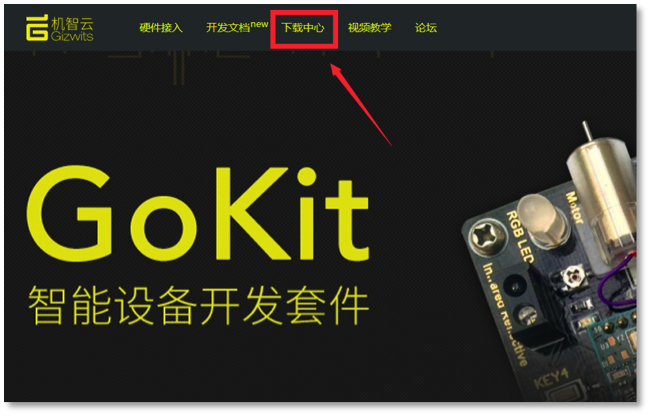 机智云
Gizwits
硬件接入 开发文档new 下载中心 视频教学 论坛
GoKit
智能设备开发套件
Motor
RGB LED
Infrared Reflective
KEY4